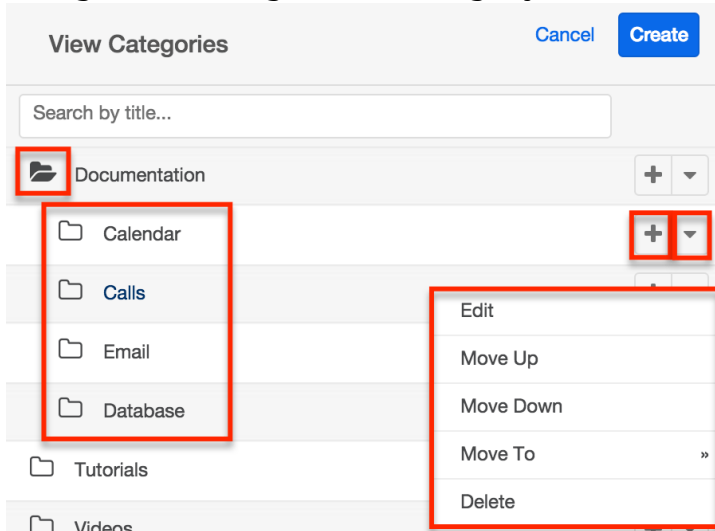 View Categories
Cancel
Create
Search by title...
Documentation
Calendar
Calls
Edit
Email
Move Up
Database
Move Down
Move To »
Tutorials
Delete
Videos